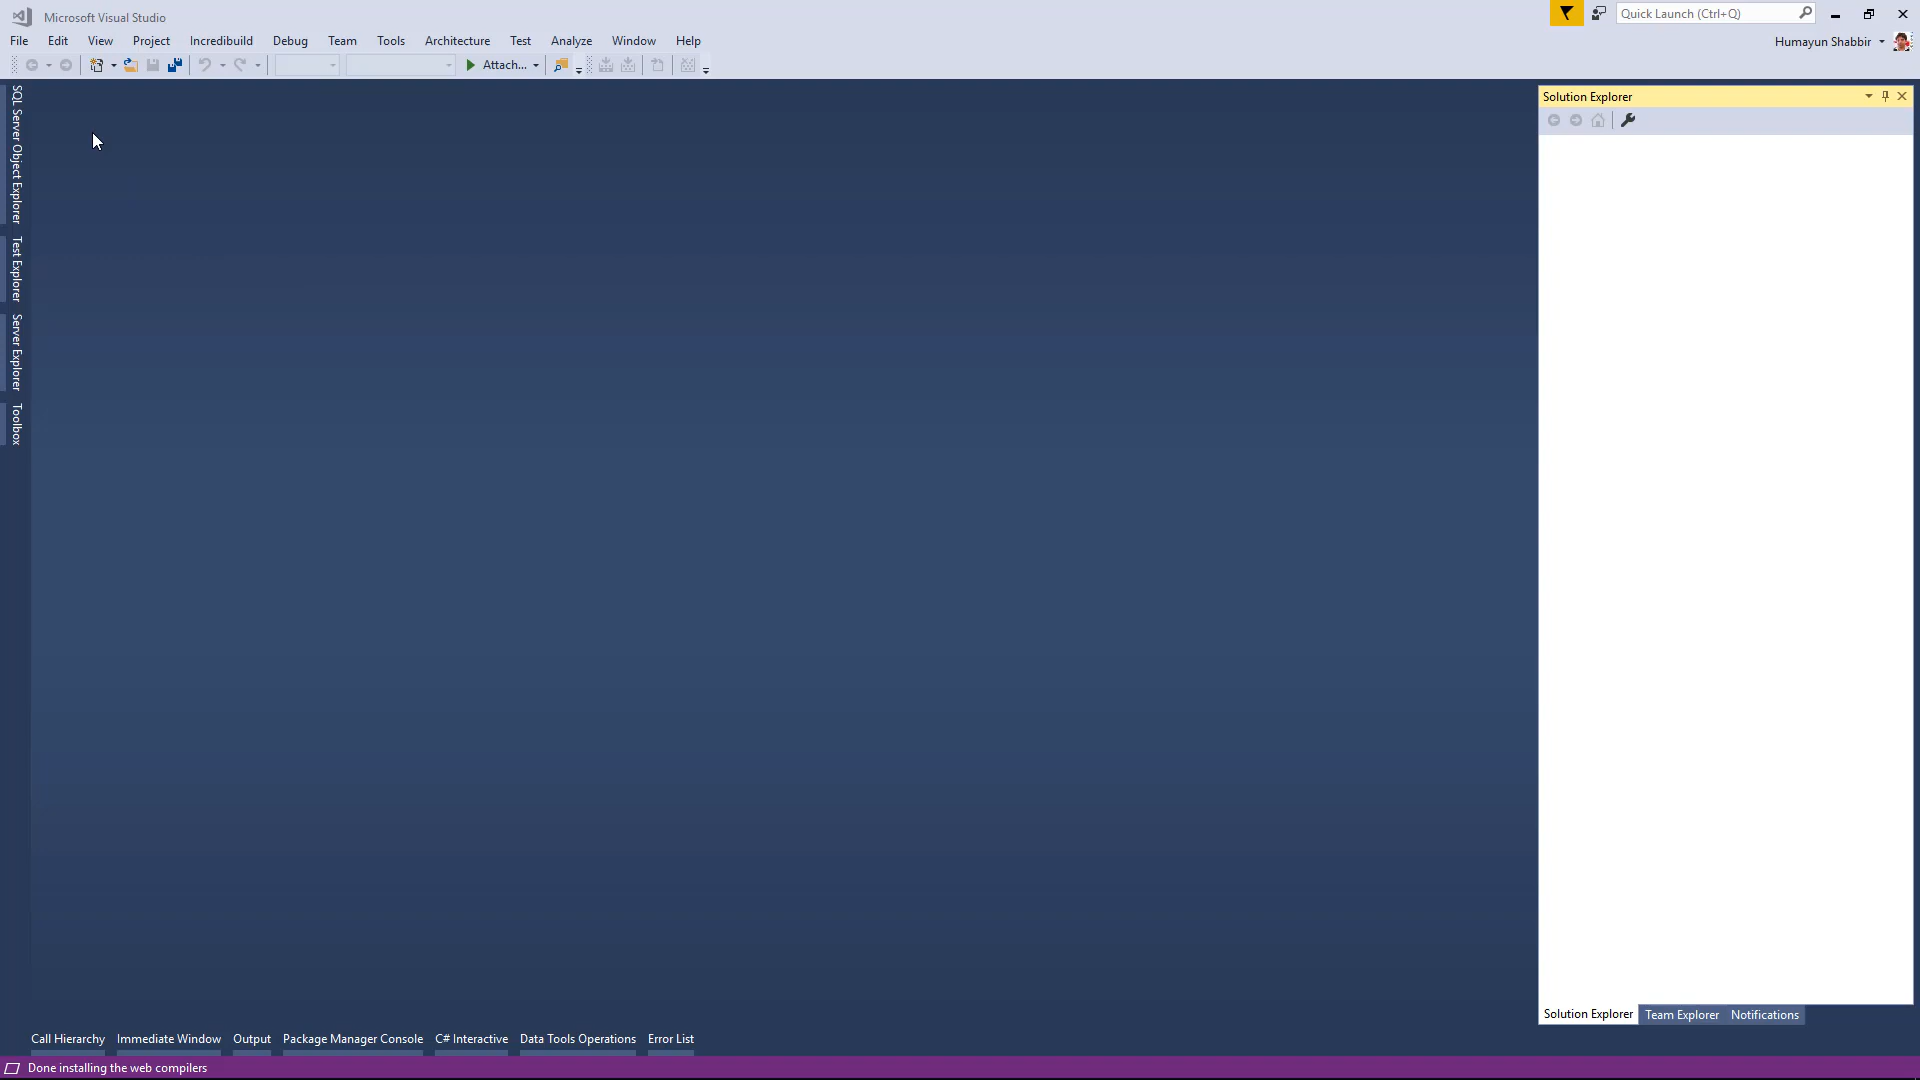 Microsoft Visual Studio
Quick Launch (Ctrl+Q)
File Edit View Project Incredibuild Debug Team Tools Architecture Test Analyze Window Help
Humayun Shabbir
Attach...
SQL Server Object Explorer
Test Explorer
Server Explorer
Toolbox
Solution Explorer
Solution Explorer Team Explorer Notifications
Call Hierarchy Immediate Window Output Package Manager Console C# Interactive Data Tools Operations Error List
Done installing the web compilers